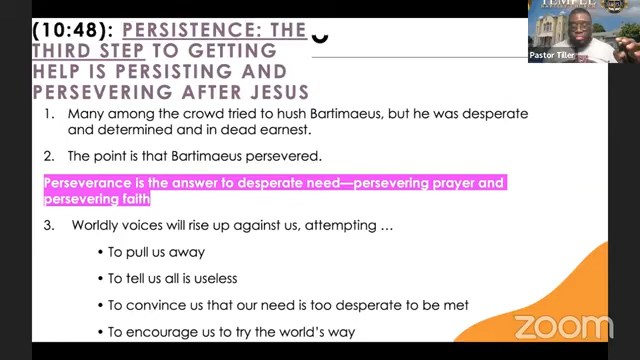 (10:48): PERSISTENCE: THE
THIRD STEP TO GETTING
HELP IS PERSISTING AND
PERSEVERING AFTER JESUS
1. Many among the crowd tried to hush Bartimaeus, but he was desperate
and determined and in dead earnest.
2. The point is that Bartimaeus persevered.
Perseverance is the answer to desperate need—persevering prayer and
persevering faith
3. Worldly voices will rise up against us, attempting …
• To pull us away
• To tell us all is useless
• To convince us that our need is too desperate to be met
• To encourage us to try the world's way
TEMPLE
Pastor Tiller
zoom